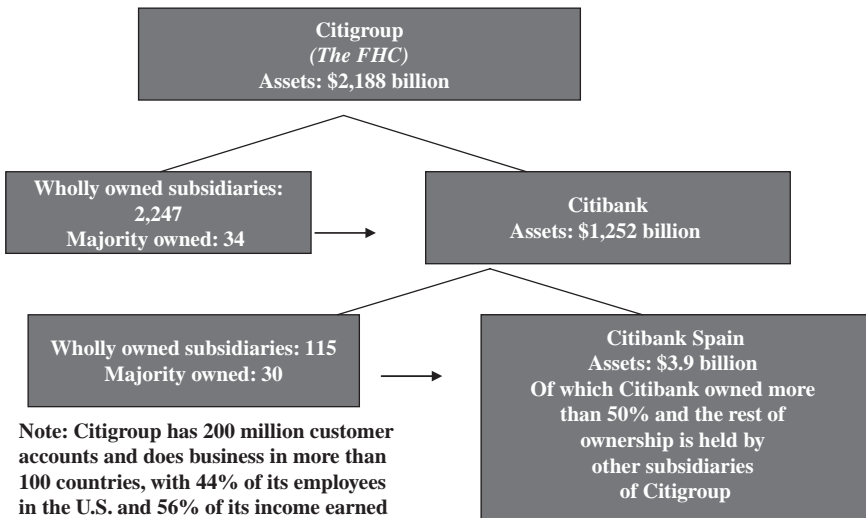 Citigroup
(The FHC)
Assets: $2,188 billion
Wholly owned subsidiaries:
2,247
Majority owned: 34
Citibank
Assets: $1,252 billion
Wholly owned subsidiaries: 115
Majority owned: 30
Citibank Spain
Assets: $3.9 billion
Of which Citibank owned more
than 50% and the rest of
ownership is held by
other subsidiaries
of Citigroup
Note: Citigroup has 200 million customer
accounts and does business in more than
100 countries, with 44% of its employees
in the U.S. and 56% of its income earned